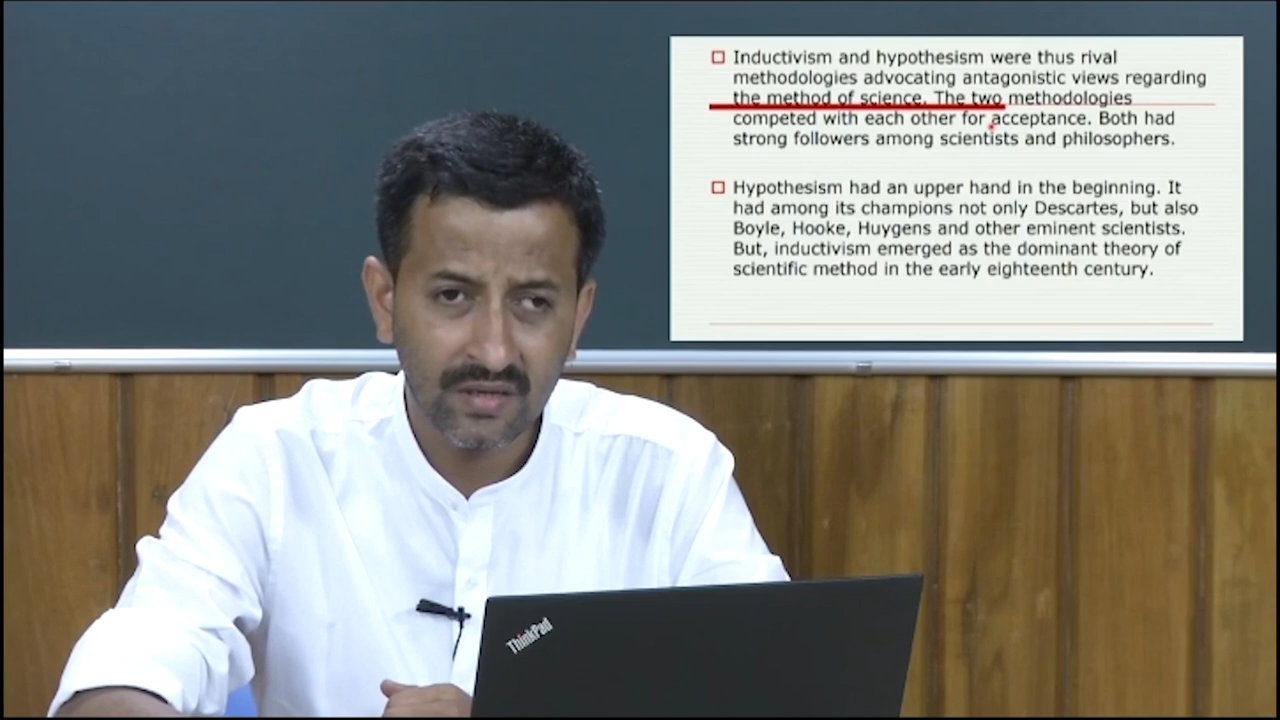 Inductivism and hypothesism were thus rival
methodologies advocating antagonistic views regarding
the method of science. The two methodologies
competed with each other for acceptance. Both had
strong followers among scientists and philosophers.
Hypothesism had an upper hand in the beginning. It
had among its champions not only Descartes, but also
Boyle, Hooke, Huygens and other eminent scientists.
But, inductivism emerged as the dominant theory of
scientific method in the early eighteenth century.
ThinkPad